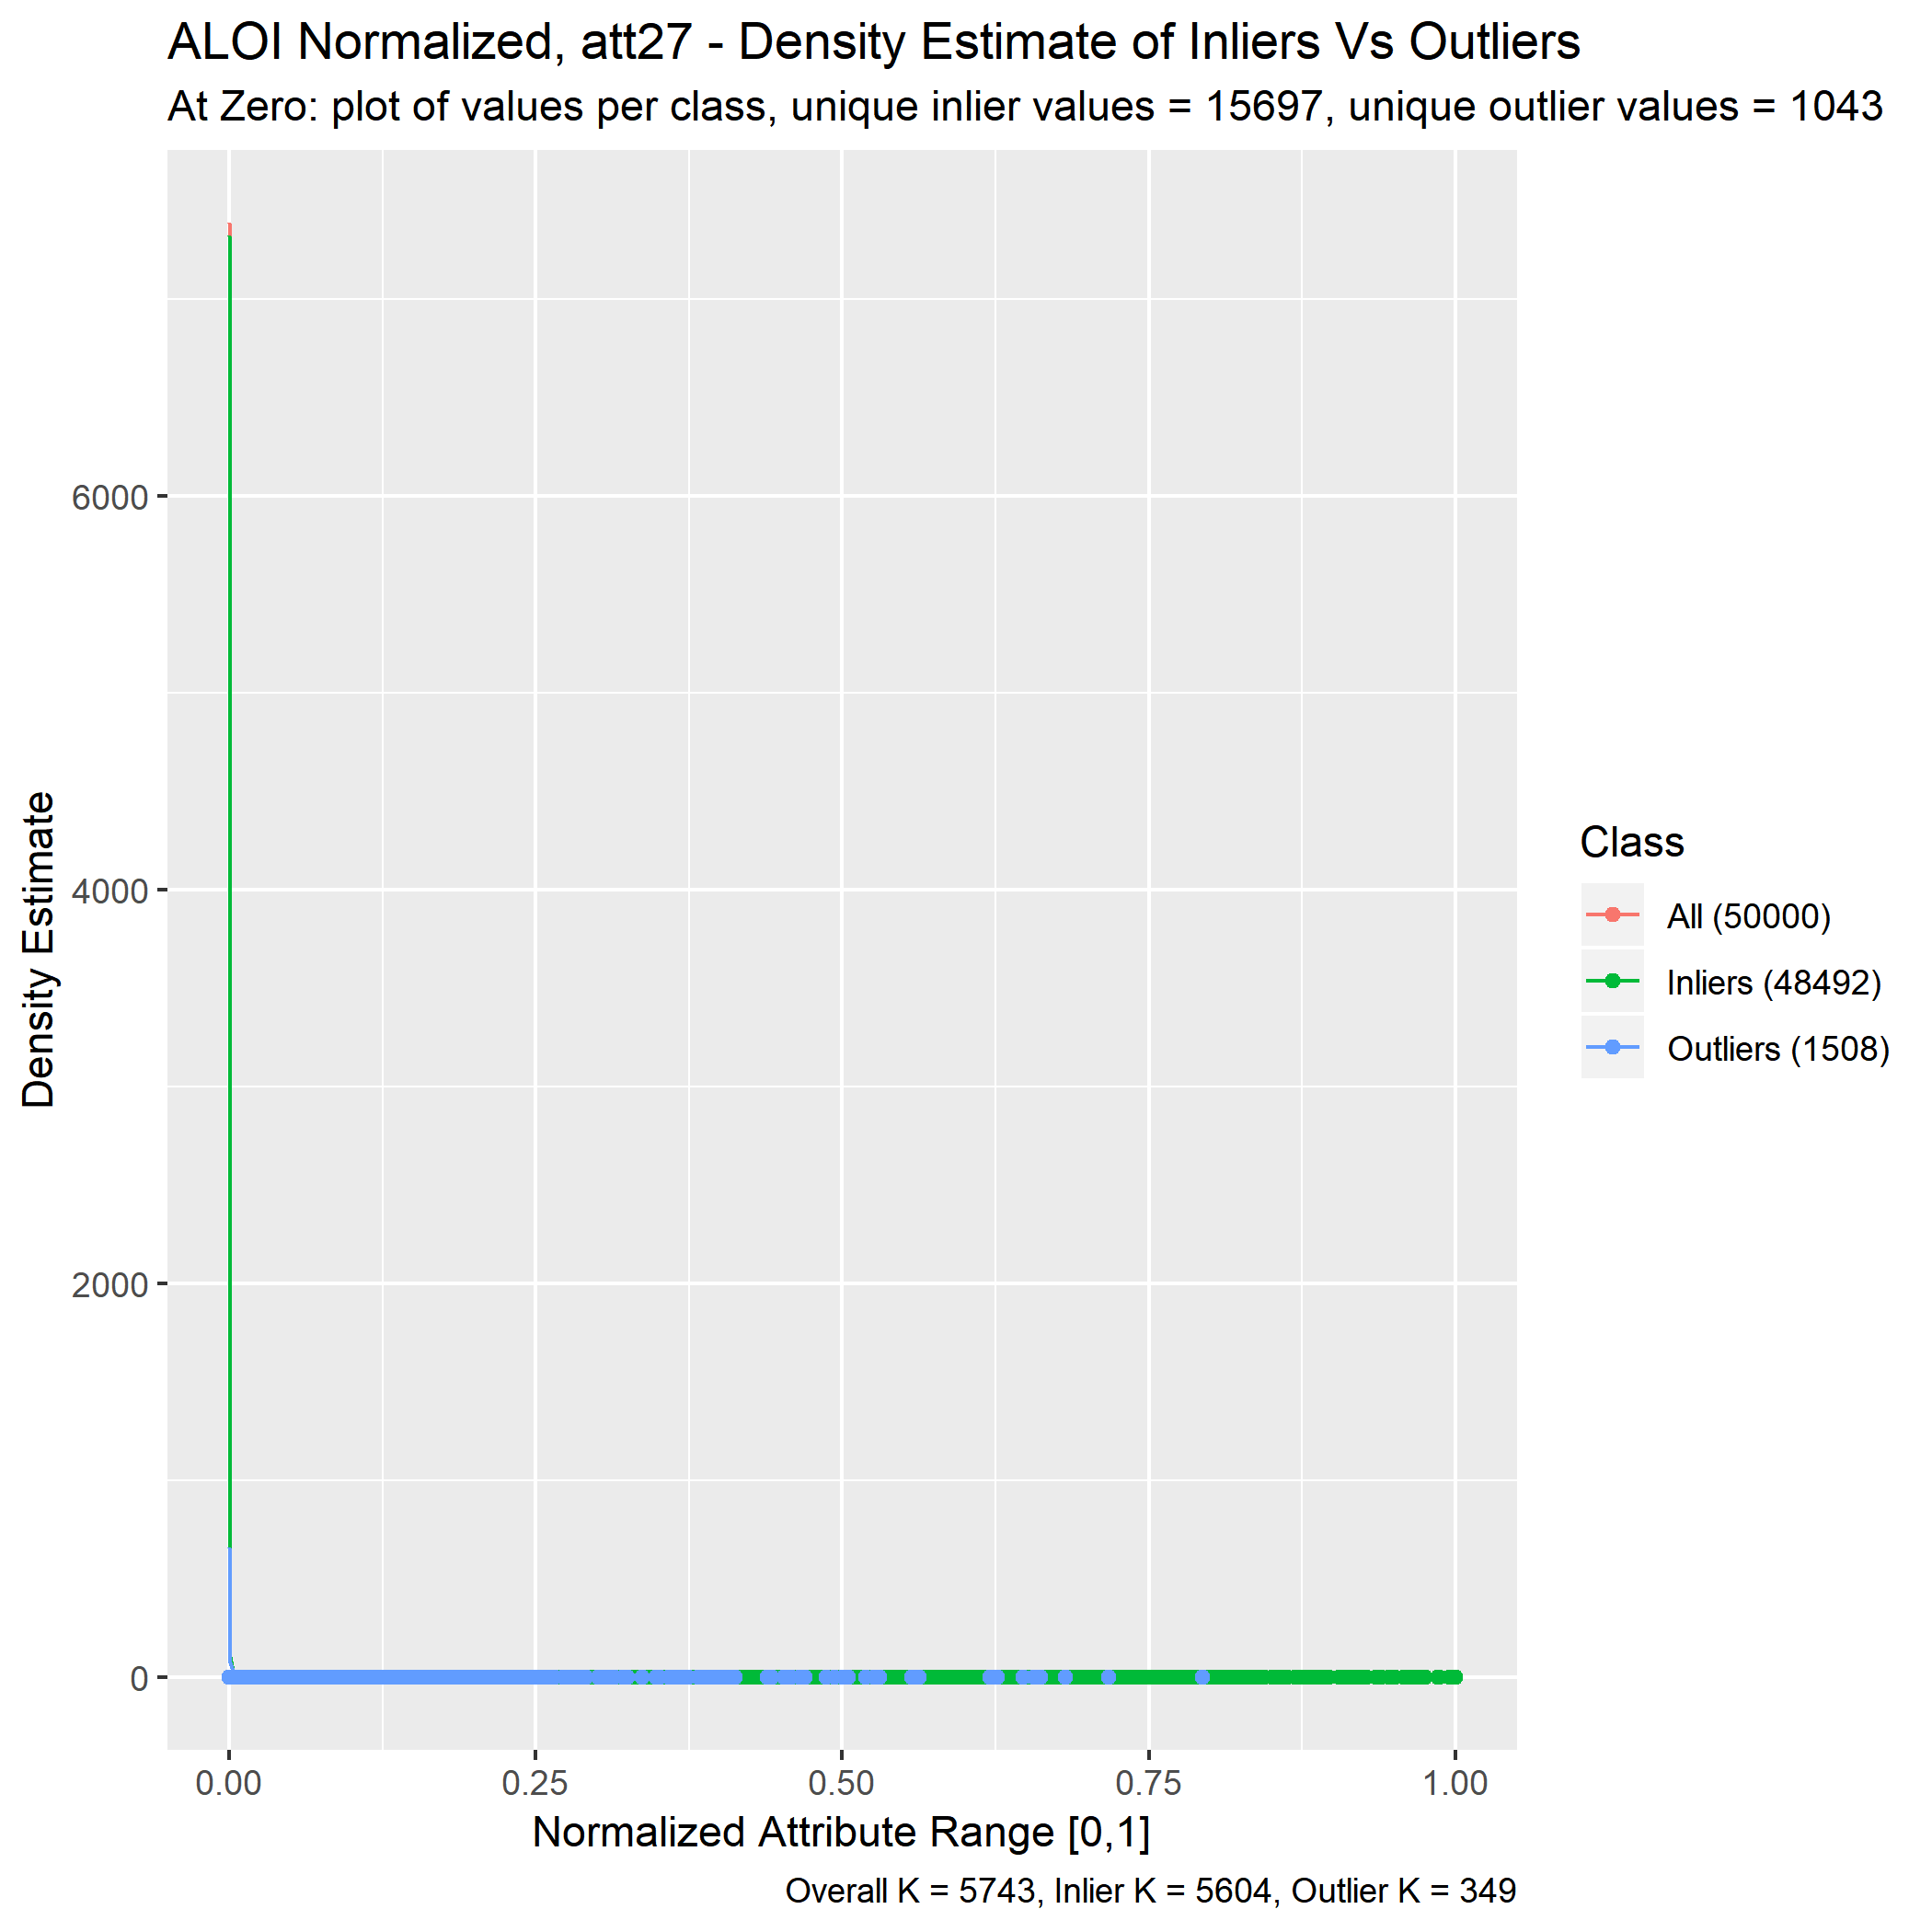 ALOI Normalized, att27 - Density Estimate of Inliers Vs Outliers
At Zero: plot of values per class, unique inlier values = 15697, unique outlier values = 1043
Density Estimate
6000
4000
2000
0
0.00 0.25 0.50 0.75 1.00
Normalized Attribute Range [0,1]
Overall K = 5743, Inlier K = 5604, Outlier K = 349
Class
All (50000)
Inliers (48492)
Outliers (1508)